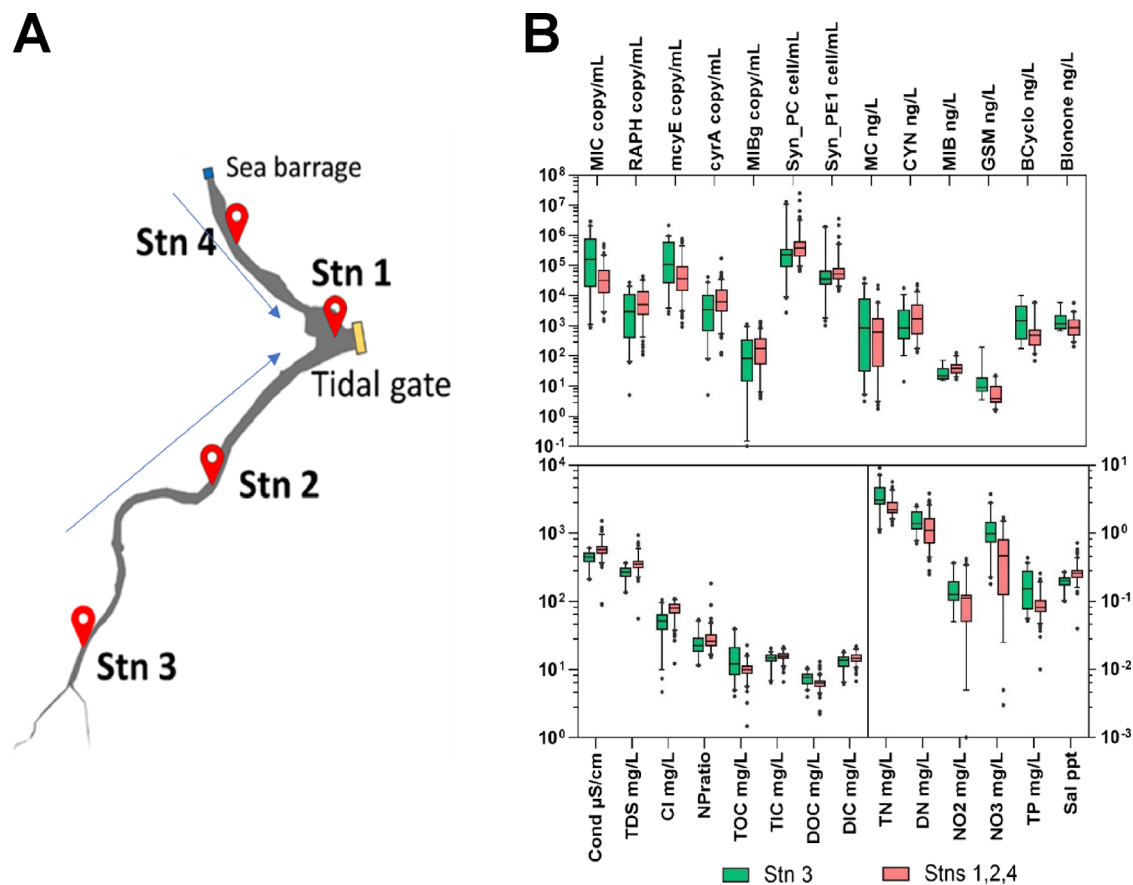 A
Sea barrage
Stn 4
Stn 1
Tidal gate
Stn 2
Stn 3
B
MIC copy/mL
RAPH copy/mL
mcyE copy/mL
cyrA copy/mL
MIBg copy/mL
Syn_PC cell/mL
Syn_PE1 cell/mL
MC ng/L
CYN ng/L
MIB ng/L
GSM ng/L
BCyclo ng/L
BIonone ng/L
10⁸
10⁷
10⁶
10⁵
10⁴
10³
10²
10¹
10⁰
10⁻¹
10⁴
10³
10²
10¹
10⁰
10¹
10⁰
10⁻¹
10⁻²
10⁻³
Cond µS/cm
TDS mg/L
Cl mg/L
NPratio
TOC mg/L
TIC mg/L
DOC mg/L
DIC mg/L
TN mg/L
DN mg/L
NO2 mg/L
NO3 mg/L
TP mg/L
Sal ppt
Stn 3
Stns 1,2,4